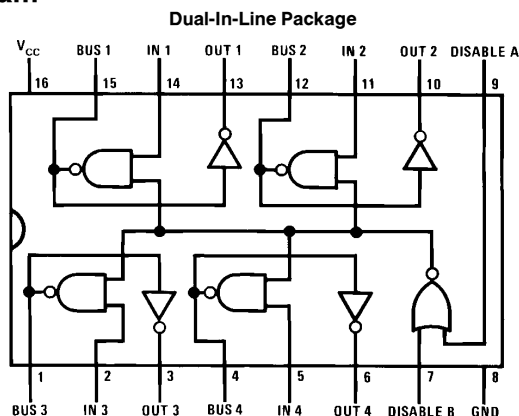 Dual-In-Line Package
VCC BUS 1 IN 1 OUT 1 BUS 2 IN 2 OUT 2 DISABLE A
16 15 14 13 12 11 10 9
1 2 3 4 5 6 7 8
BUS 3 IN 3 OUT 3 BUS 4 IN 4 OUT 4 DISABLE B GND